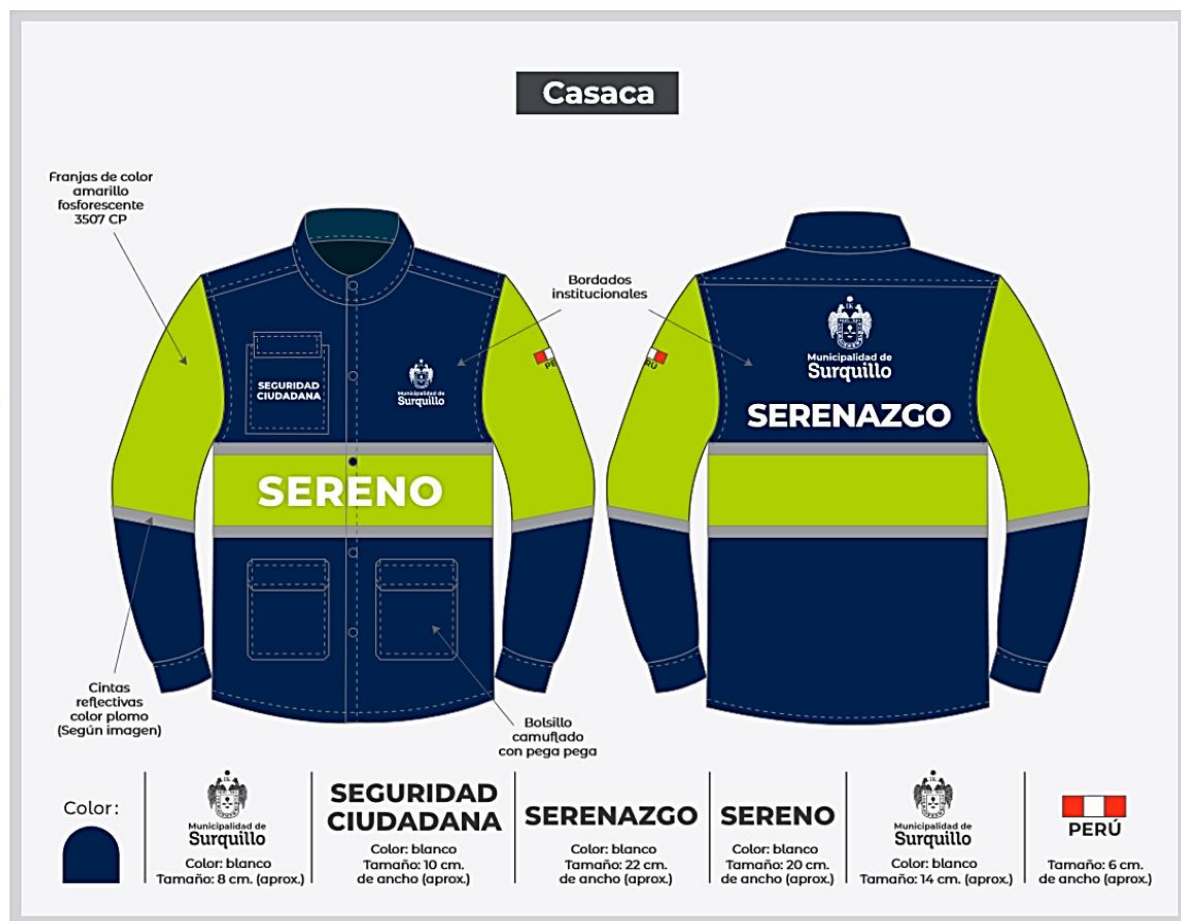 Casaca
Franjas de color
amarillo
fosforescente
3507 CP
Bordados
institucionales
SEGURIDAD
CIUDADANA
Municipalidad de
Surquillo
PE
SERENO
RÚ
Municipalidad de
Surquillo
SERENAZGO
Cintas
reflectivas
color plomo
(Según imagen)
Bolsillo
camuflado
con pega pega
Color:
Municipalidad de
Surquillo
Color: blanco
Tamaño: 8 cm. (aprox.)
SEGURIDAD
CIUDADANA
Color: blanco
Tamaño: 10 cm.
de ancho (aprox.)
SERENAZGO
Color: blanco
Tamaño: 22 cm.
de ancho (aprox.)
SERENO
Color: blanco
Tamaño: 20 cm.
de ancho (aprox.)
Municipalidad de
Surquillo
Color: blanco
Tamaño: 14 cm. (aprox.)
PERÚ
Tamaño: 6 cm.
de ancho (aprox.)